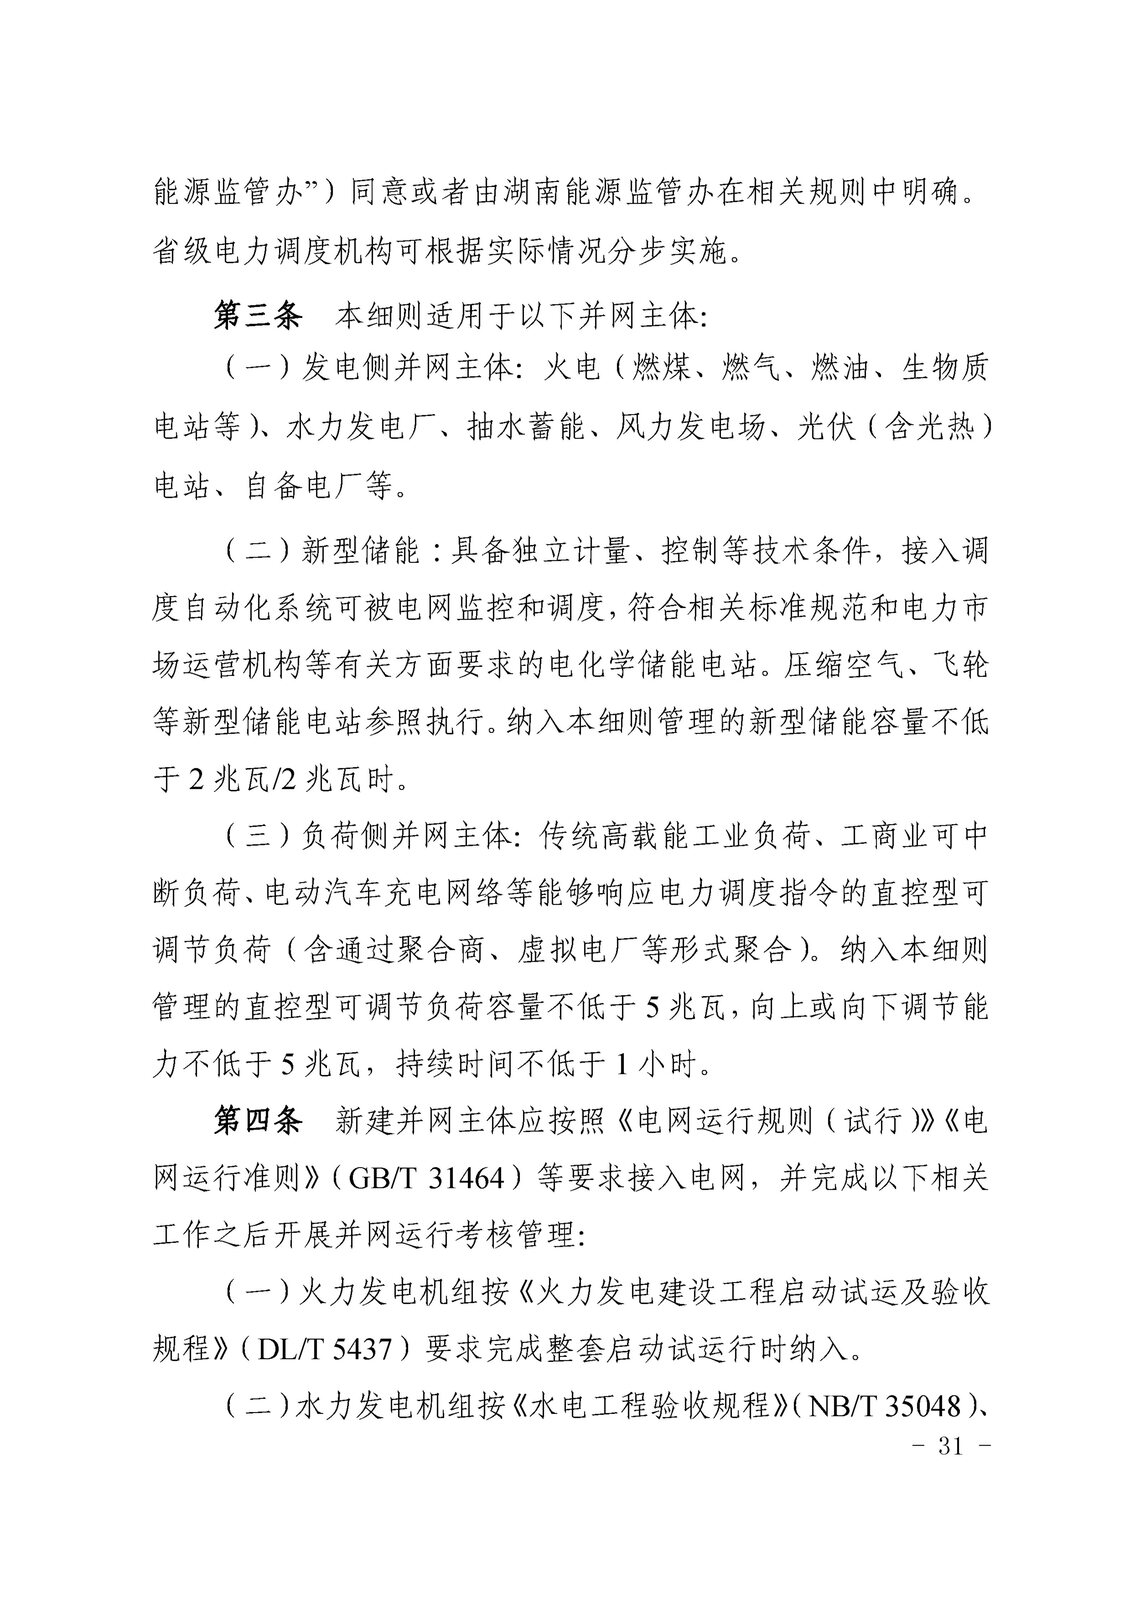 能源监管办”）同意或者由湖南能源监管办在相关规则中明确。
省级电力调度机构可根据实际情况分步实施。
第三条　本细则适用于以下并网主体：
（一）发电侧并网主体：火电（燃煤、燃气、燃油、生物质
电站等）、水力发电厂、抽水蓄能、风力发电场、光伏（含光热）
电站、自备电厂等。
（二）新型储能：具备独立计量、控制等技术条件，接入调
度自动化系统可被电网监控和调度，符合相关标准规范和电力市
场运营机构等有关方面要求的电化学储能电站。压缩空气、飞轮
等新型储能电站参照执行。纳入本细则管理的新型储能容量不低
于 2 兆瓦/2 兆瓦时。
（三）负荷侧并网主体：传统高载能工业负荷、工商业可中
断负荷、电动汽车充电网络等能够响应电力调度指令的直控型可
调节负荷（含通过聚合商、虚拟电厂等形式聚合）。纳入本细则
管理的直控型可调节负荷容量不低于 5 兆瓦，向上或向下调节能
力不低于 5 兆瓦，持续时间不低于 1 小时。
第四条　新建并网主体应按照《电网运行规则（试行）》《电
网运行准则》（GB/T 31464）等要求接入电网，并完成以下相关
工作之后开展并网运行考核管理：
（一）火力发电机组按《火力发电建设工程启动试运及验收
规程》（DL/T 5437）要求完成整套启动试运行时纳入。
（二）水力发电机组按《水电工程验收规程》（NB/T 35048）、
- 31 -